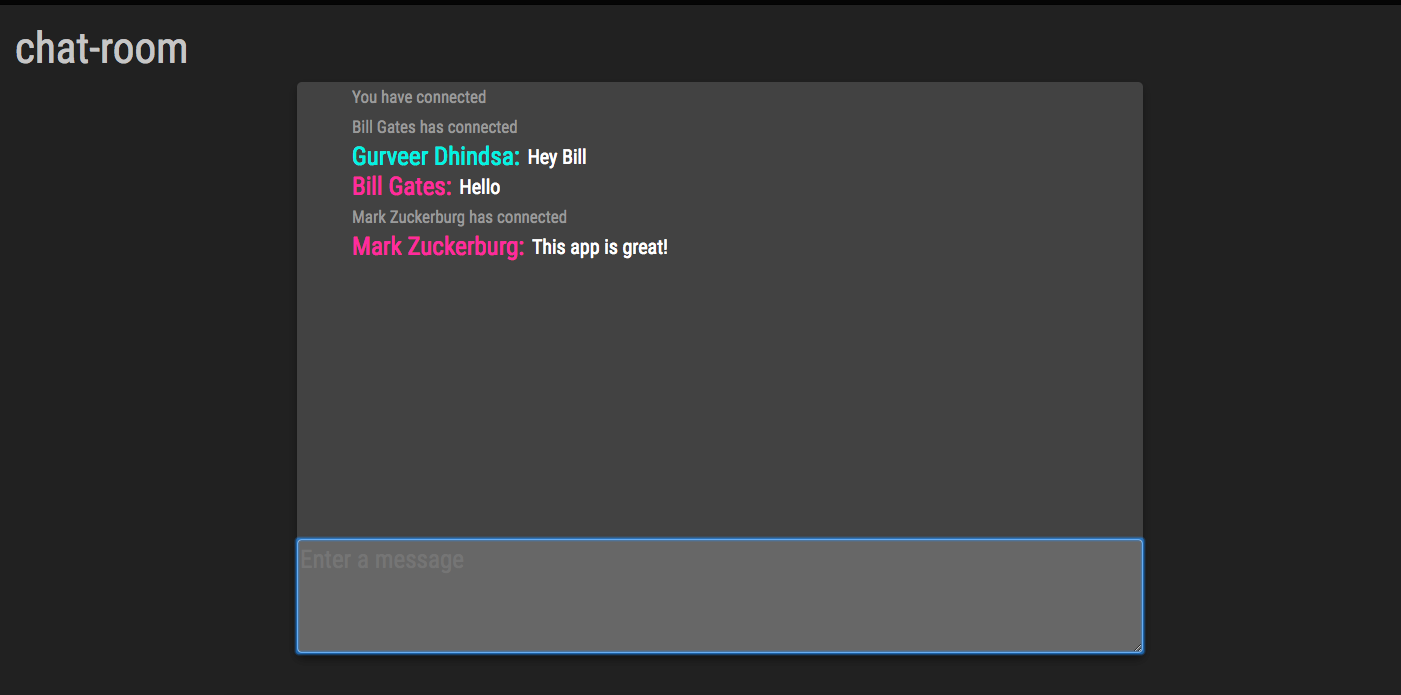 chat-room
You have connected
Bill Gates has connected
Gurveer Dhindsa: Hey Bill
Bill Gates: Hello
Mark Zuckerburg has connected
Mark Zuckerburg: This app is great!
Enter a message